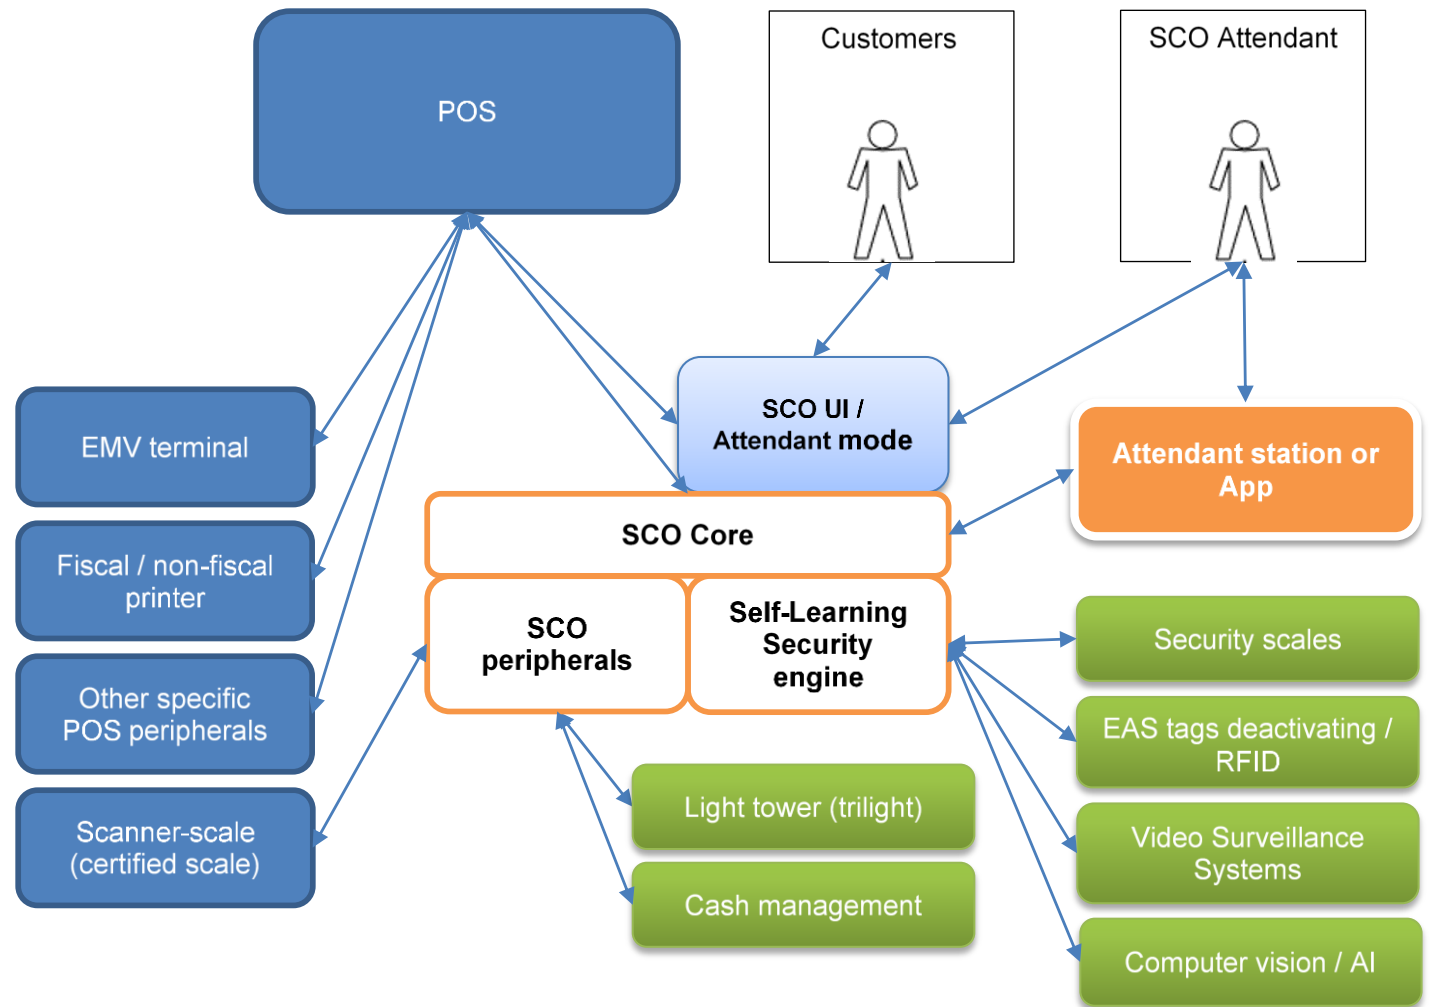 POS
Customers
SCO Attendant
SCO UI /
Attendant mode
EMV terminal
Attendant station or
App
SCO Core
Fiscal / non-fiscal
printer
SCO
peripherals
Self-Learning
Security
engine
Security scales
Other specific
POS peripherals
EAS tags deactivating /
RFID
Light tower (trilight)
Scanner-scale
(certified scale)
Video Surveillance
Systems
Cash management
Computer vision / AI